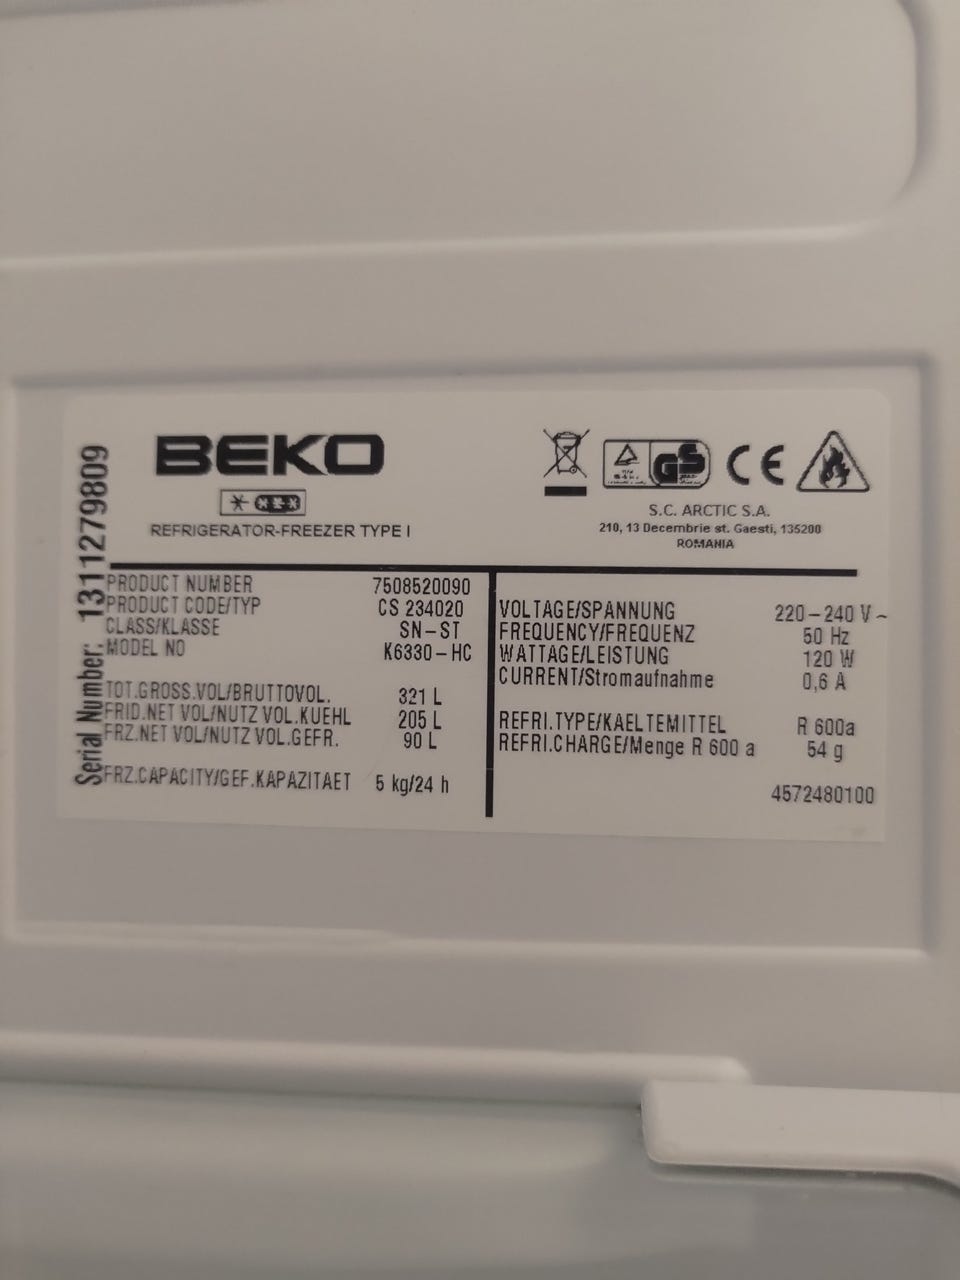 BEKO
REFRIGERATOR-FREEZER TYPE I
GS
CE
S.C. ARCTIC S.A.
210, 13 Decembrie st. Gaesti, 135200
ROMANIA
Serial Number: 1311279809
PRODUCT NUMBER 7508520090
PRODUCT CODE/TYP CS 234020
CLASS/KLASSE SN-ST
MODEL NO K6330-HC
TOT.GROSS.VOL/BRUTTOVOL. 321 L
FRID.NET VOL/NUTZ VOL.KUEHL 205 L
FRZ.NET VOL/NUTZ VOL.GEFR. 90 L
FRZ.CAPACITY/GEF.KAPAZITAET 5 kg/24 h
VOLTAGE/SPANNUNG 220-240 V ~
FREQUENCY/FREQUENZ 50 Hz
WATTAGE/LEISTUNG 120 W
CURRENT/Stromaufnahme 0,6 A
REFRI.TYPE/KAELTEMITTEL R 600a
REFRI.CHARGE/Menge R 600 a 54 g
4572480100